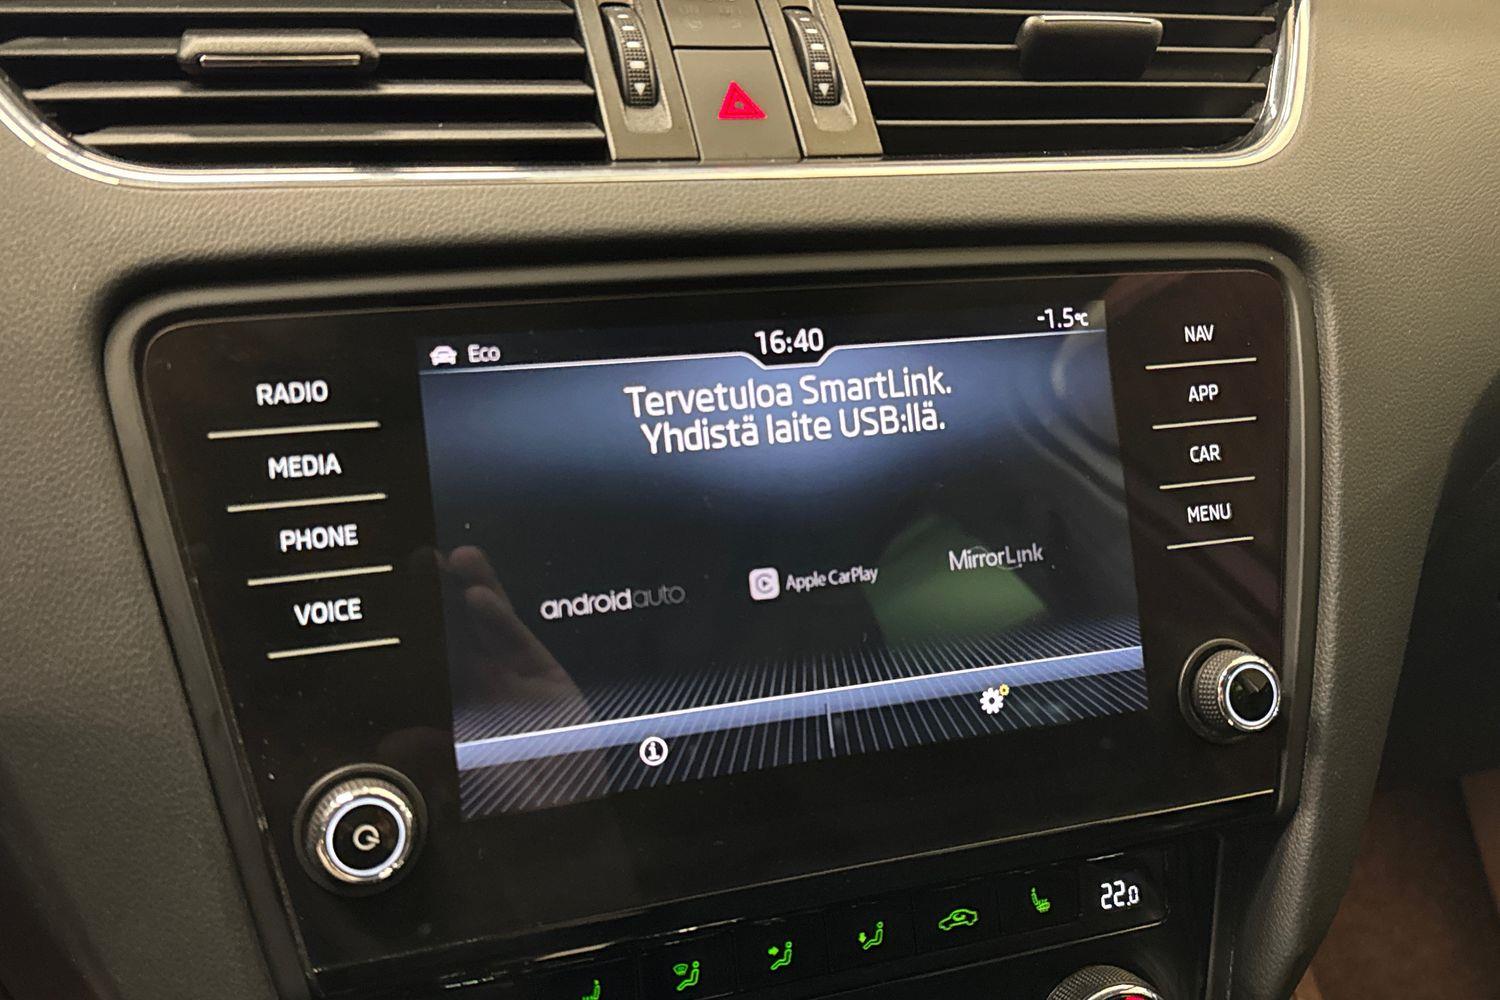 Eco
16:40
-1.5°C
Tervetuloa SmartLink.
Yhdistä laite USB:llä.
androidauto
Apple CarPlay
MirrorLink
RADIO
MEDIA
PHONE
VOICE
NAV
APP
CAR
MENU
22.0